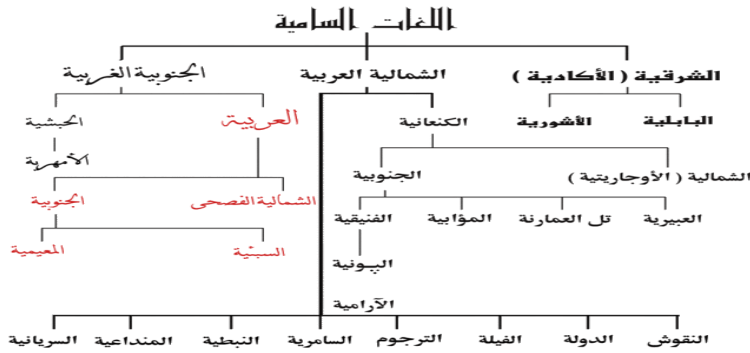 اللغات السامية
الشرقية (الأكادية)
الشمالية العربية
الجنوبية الغربية
البابلية
الأشورية
الكنعانية
العربية
الحبشية
الأمهرية
الشمالية (الأوجاريتية)
الجنوبية
الشمالية الفصحى
الجنوبية
العبيرية
تل العمارنة
المؤابية
الفنيقية
السبئية
المعيمية
البونية
الآرامية
النقوش
الدولة
الفيلة
الترجوم
السامرية
النبطية
المنداعية
السريانية